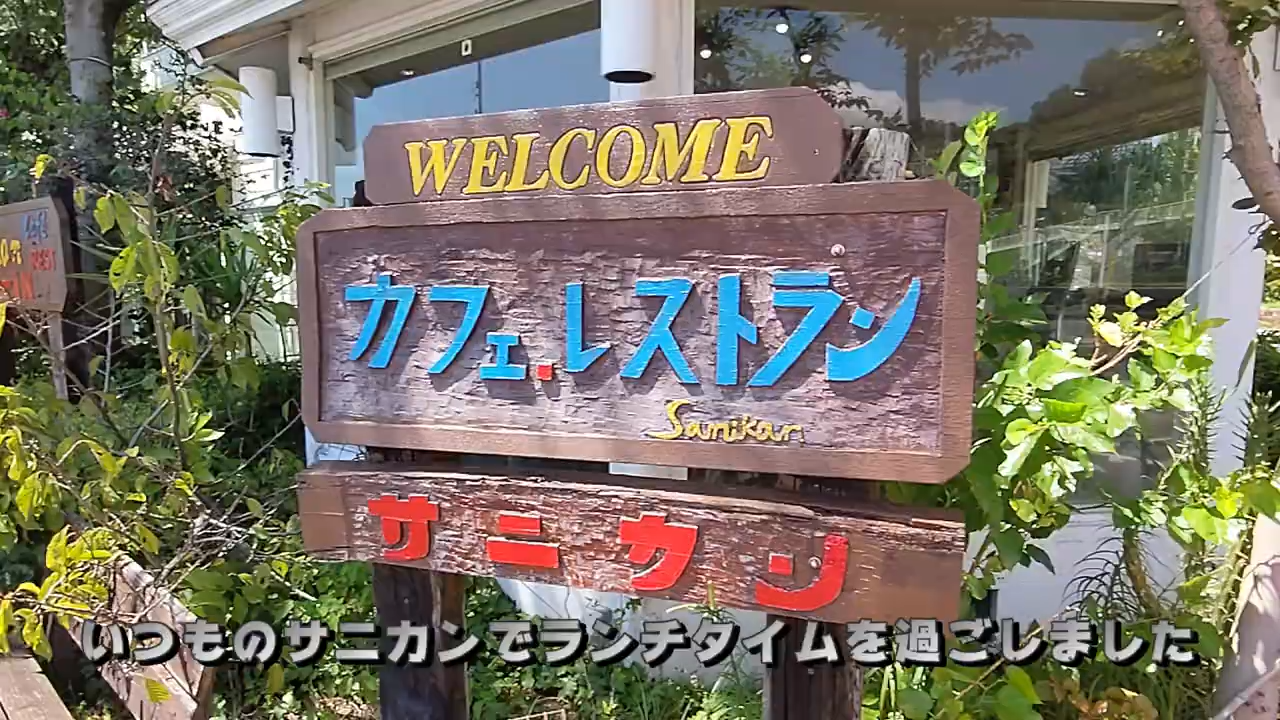 WELCOME
カフェ.レストラン
Sanikan
サニカン
いつものサニカンでランチタイムを過ごしました